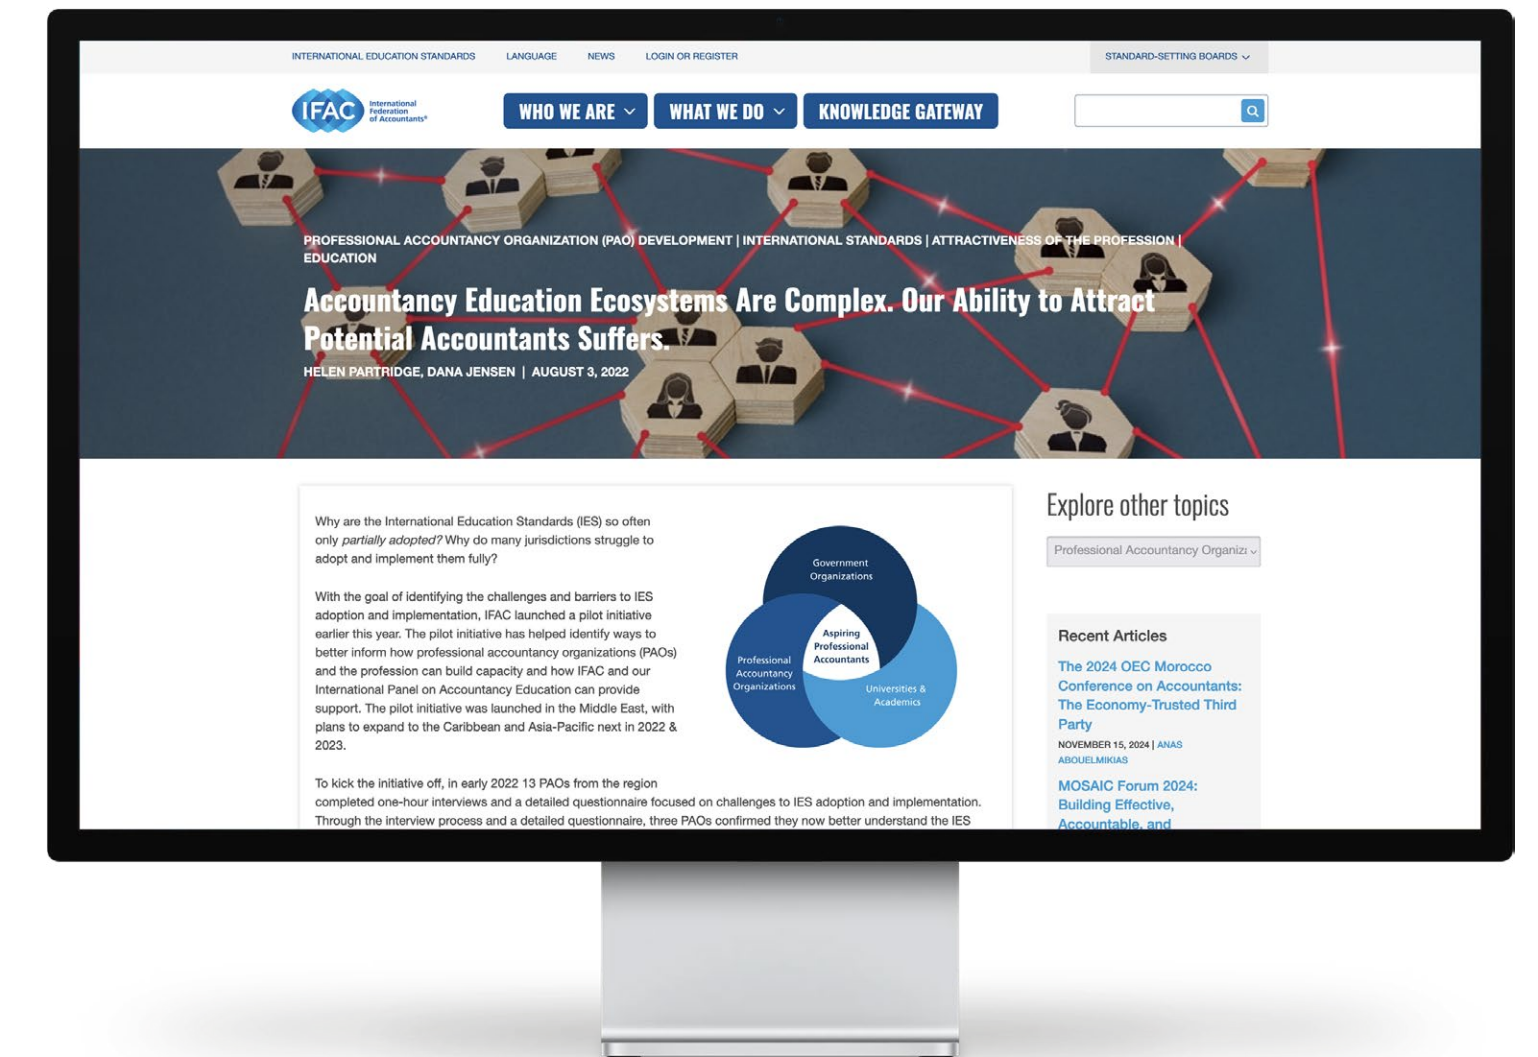 INTERNATIONAL EDUCATION STANDARDS LANGUAGE NEWS LOGIN OR REGISTER STANDARD-SETTING BOARDS
IFAC International
Federation
of Accountants®
WHO WE ARE WHAT WE DO KNOWLEDGE GATEWAY
PROFESSIONAL ACCOUNTANCY ORGANIZATION (PAO) DEVELOPMENT | INTERNATIONAL STANDARDS | ATTRACTIVENESS OF THE PROFESSION |
EDUCATION
Accountancy Education Ecosystems Are Complex. Our Ability to Attract
Potential Accountants Suffers.
HELEN PARTRIDGE, DANA JENSEN | AUGUST 3, 2022
Why are the International Education Standards (IES) so often
only partially adopted? Why do many jurisdictions struggle to
adopt and implement them fully?
With the goal of identifying the challenges and barriers to IES
adoption and implementation, IFAC launched a pilot initiative
earlier this year. The pilot initiative has helped identify ways to
better inform how professional accountancy organizations (PAOs)
and the profession can build capacity and how IFAC and our
International Panel on Accountancy Education can provide
support. The pilot initiative was launched in the Middle East, with
plans to expand to the Caribbean and Asia-Pacific next in 2022 &
2023.
To kick the initiative off, in early 2022 13 PAOs from the region
completed one-hour interviews and a detailed questionnaire focused on challenges to IES adoption and implementation.
Through the interview process and a detailed questionnaire, three PAOs confirmed they now better understand the IES
Government
Organizations
Aspiring
Professional
Accountants
Professional
Accountancy
Organizations
Universities &
Academics
Explore other topics
Professional Accountancy Organiz
Recent Articles
The 2024 OEC Morocco
Conference on Accountants:
The Economy-Trusted Third
Party
NOVEMBER 15, 2024 | ANAS
ABOUELMIKIAS
MOSAIC Forum 2024:
Building Effective,
Accountable, and